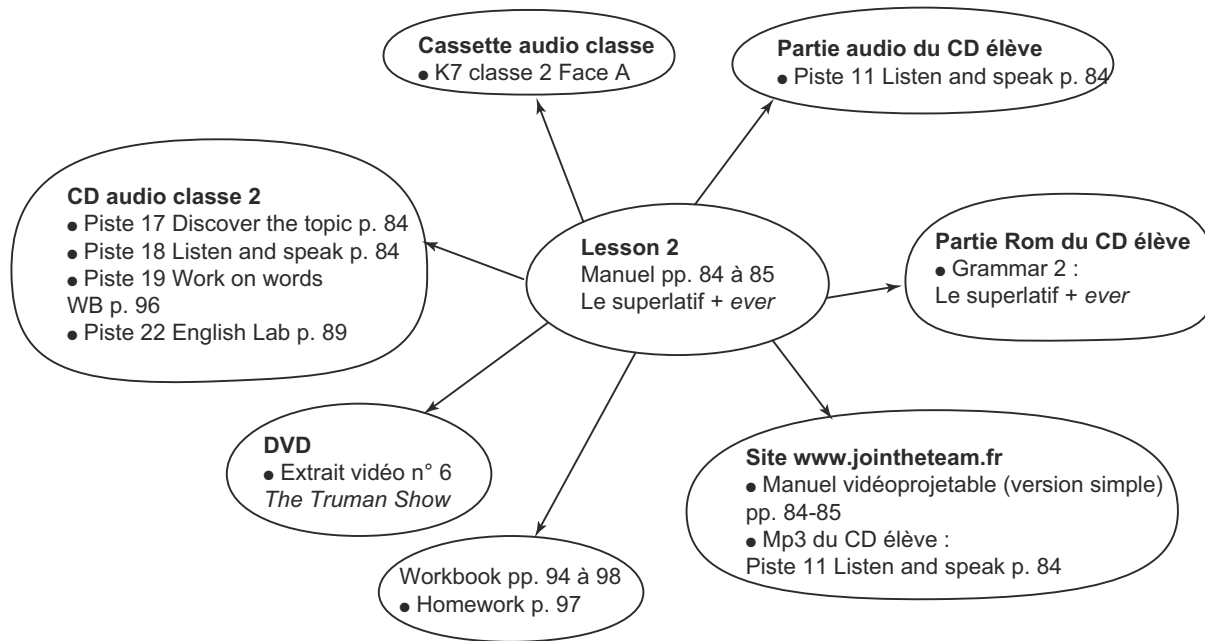 Cassette audio classe
● K7 classe 2 Face A
Partie audio du CD élève
● Piste 11 Listen and speak p. 84
CD audio classe 2
● Piste 17 Discover the topic p. 84
● Piste 18 Listen and speak p. 84
● Piste 19 Work on words
WB p. 96
● Piste 22 English Lab p. 89
Lesson 2
Manuel pp. 84 à 85
Le superlatif + ever
Partie Rom du CD élève
● Grammar 2 :
Le superlatif + ever
DVD
● Extrait vidéo n° 6
The Truman Show
Workbook pp. 94 à 98
● Homework p. 97
Site www.jointheteam.fr
● Manuel vidéoprojetable (version simple)
pp. 84-85
● Mp3 du CD élève :
Piste 11 Listen and speak p. 84